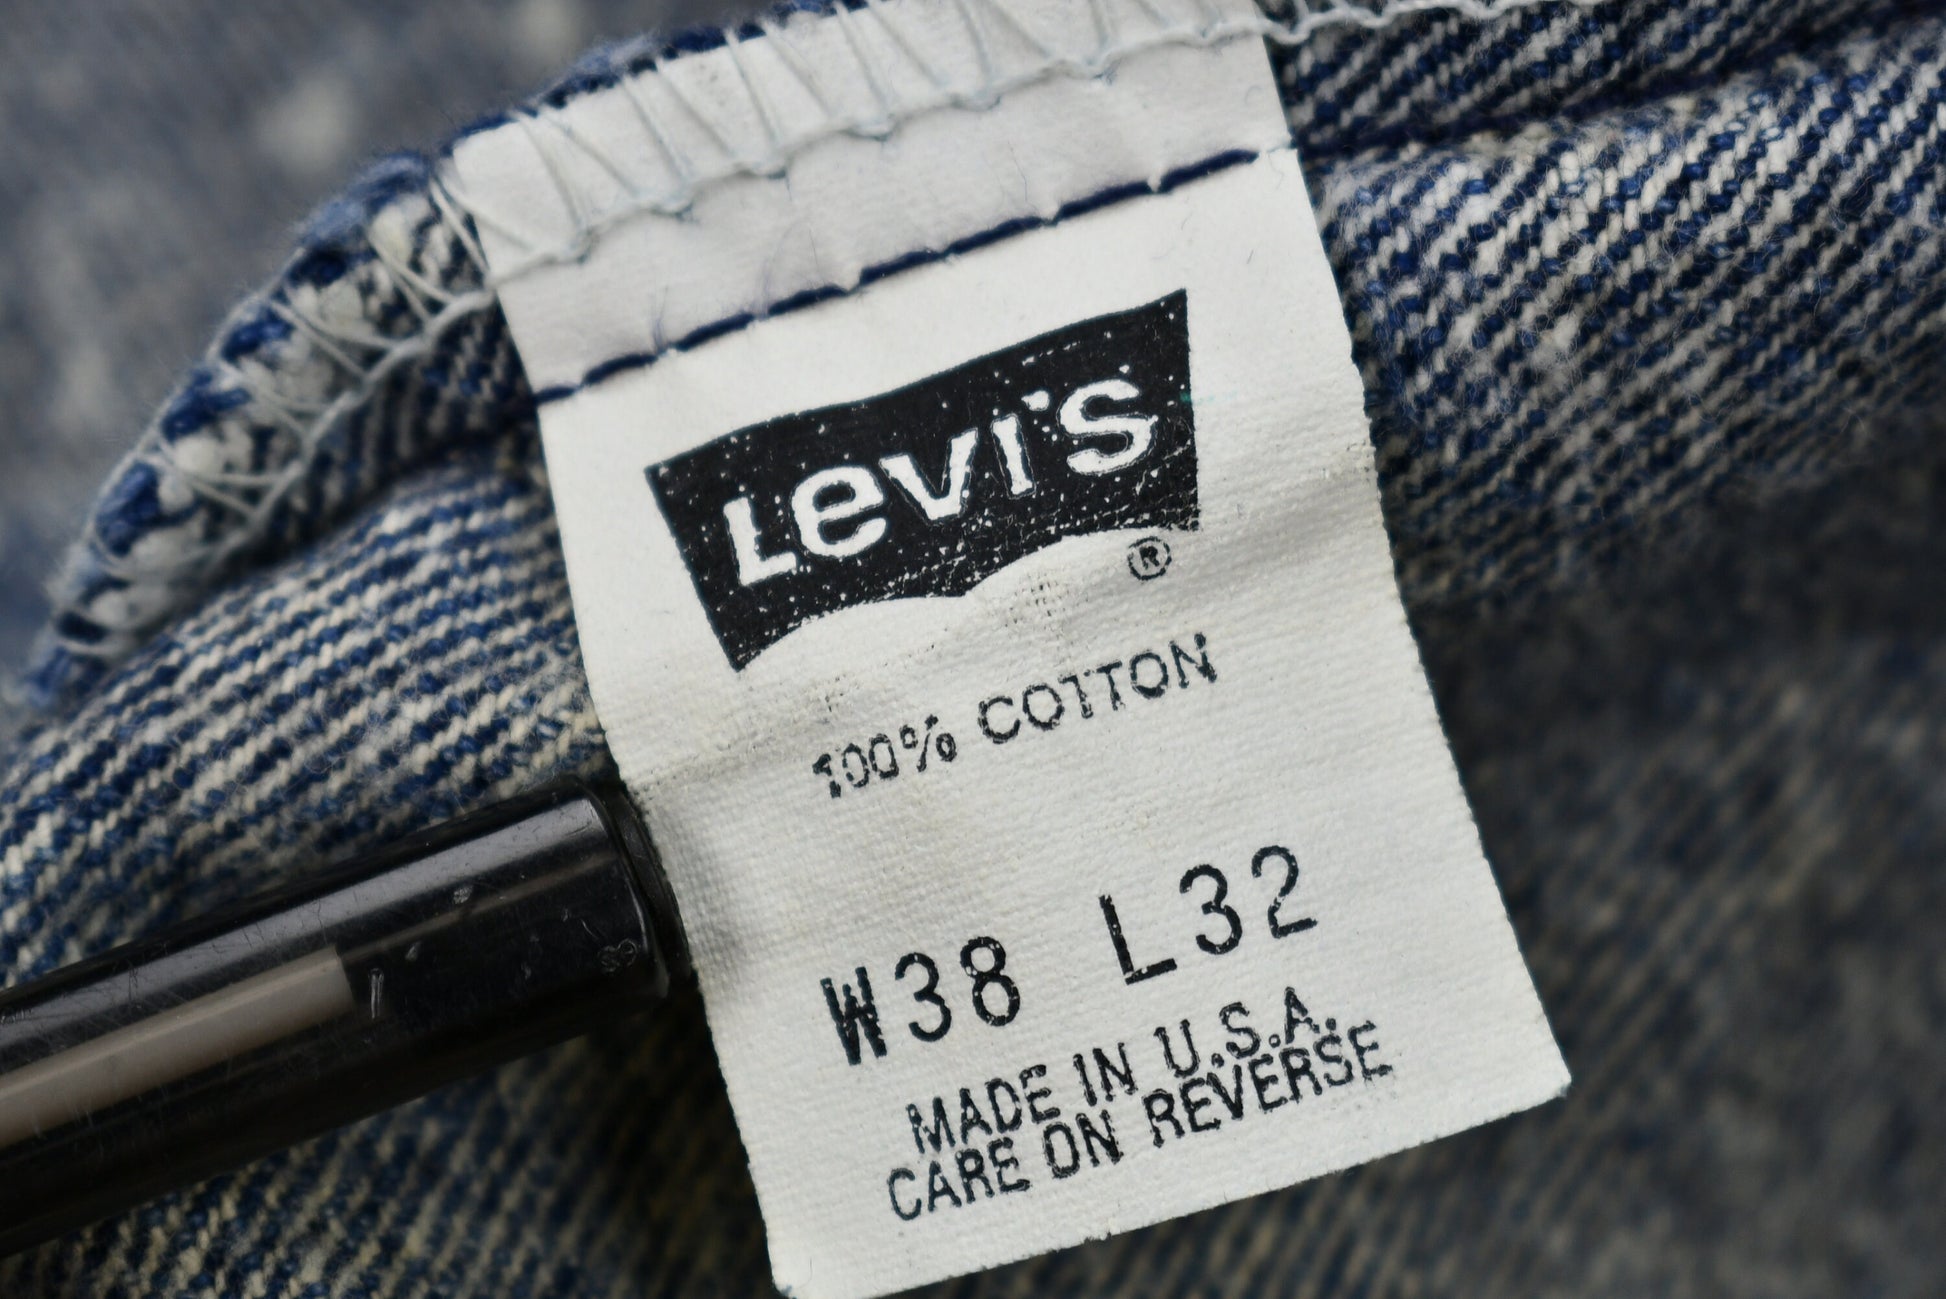 LEVI'S
®
100% COTTON
W38 L32
MADE IN U.S.A.
CARE ON REVERSE